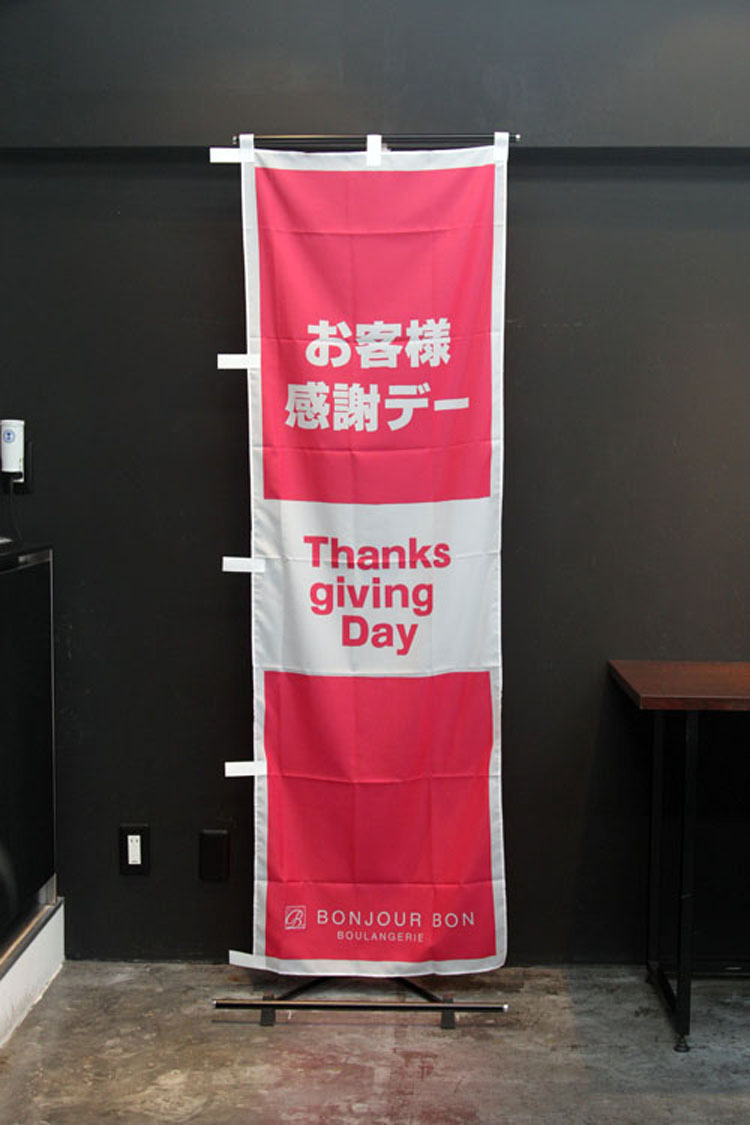 お客様
感謝デー
Thanks
giving
Day
BONJOUR BON
BOULANGERIE